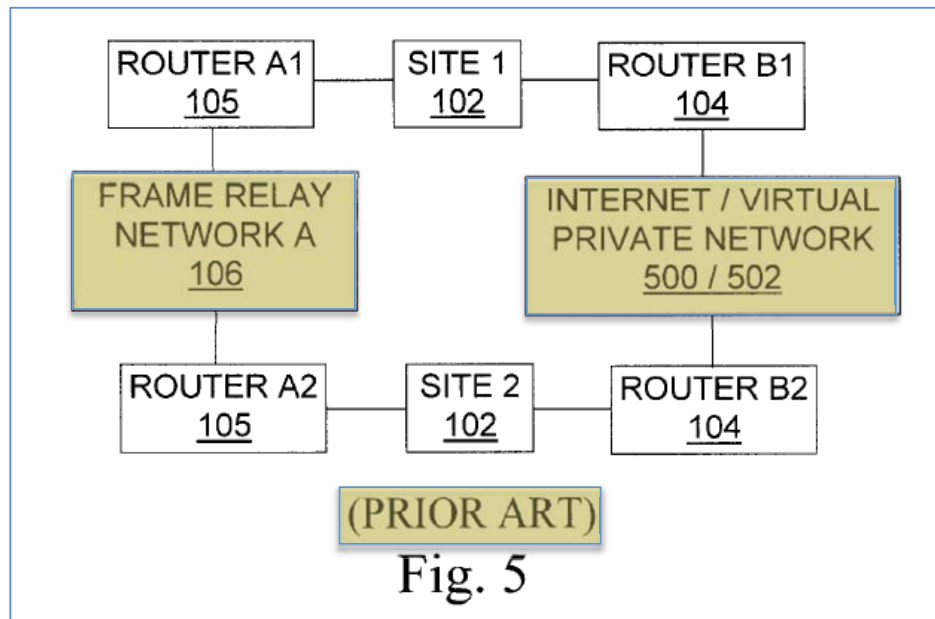 ROUTER A1
105
SITE 1
102
ROUTER B1
104
FRAME RELAY
NETWORK A
106
INTERNET / VIRTUAL
PRIVATE NETWORK
500 / 502
ROUTER A2
105
SITE 2
102
ROUTER B2
104
(PRIOR ART)
Fig. 5